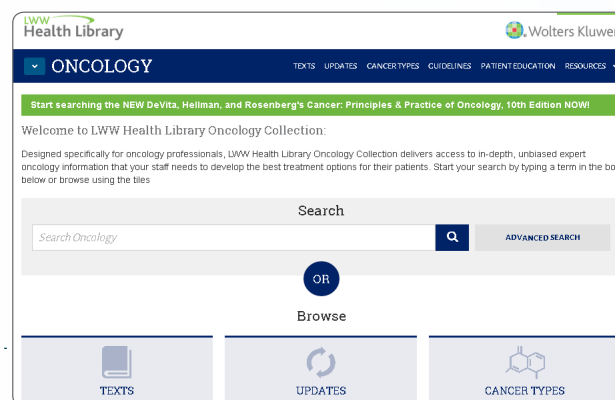 LWW
Health Library
Wolters Kluwer
ONCOLOGY
TEXTS UPDATES CANCER TYPES GUIDELINES PATIENT EDUCATION RESOURCES
Start searching the NEW DeVita, Hellman, and Rosenberg's Cancer: Principles & Practice of Oncology, 10th Edition NOW!
Welcome to LWW Health Library Oncology Collection:
Designed specifically for oncology professionals, LWW Health Library Oncology Collection delivers access to in-depth, unbiased expert
oncology information that your staff needs to develop the best treatment options for their patients. Start your search by typing a term in the bo
below or browse using the tiles
Search
Search Oncology
ADVANCED SEARCH
OR
Browse
TEXTS
UPDATES
CANCER TYPES